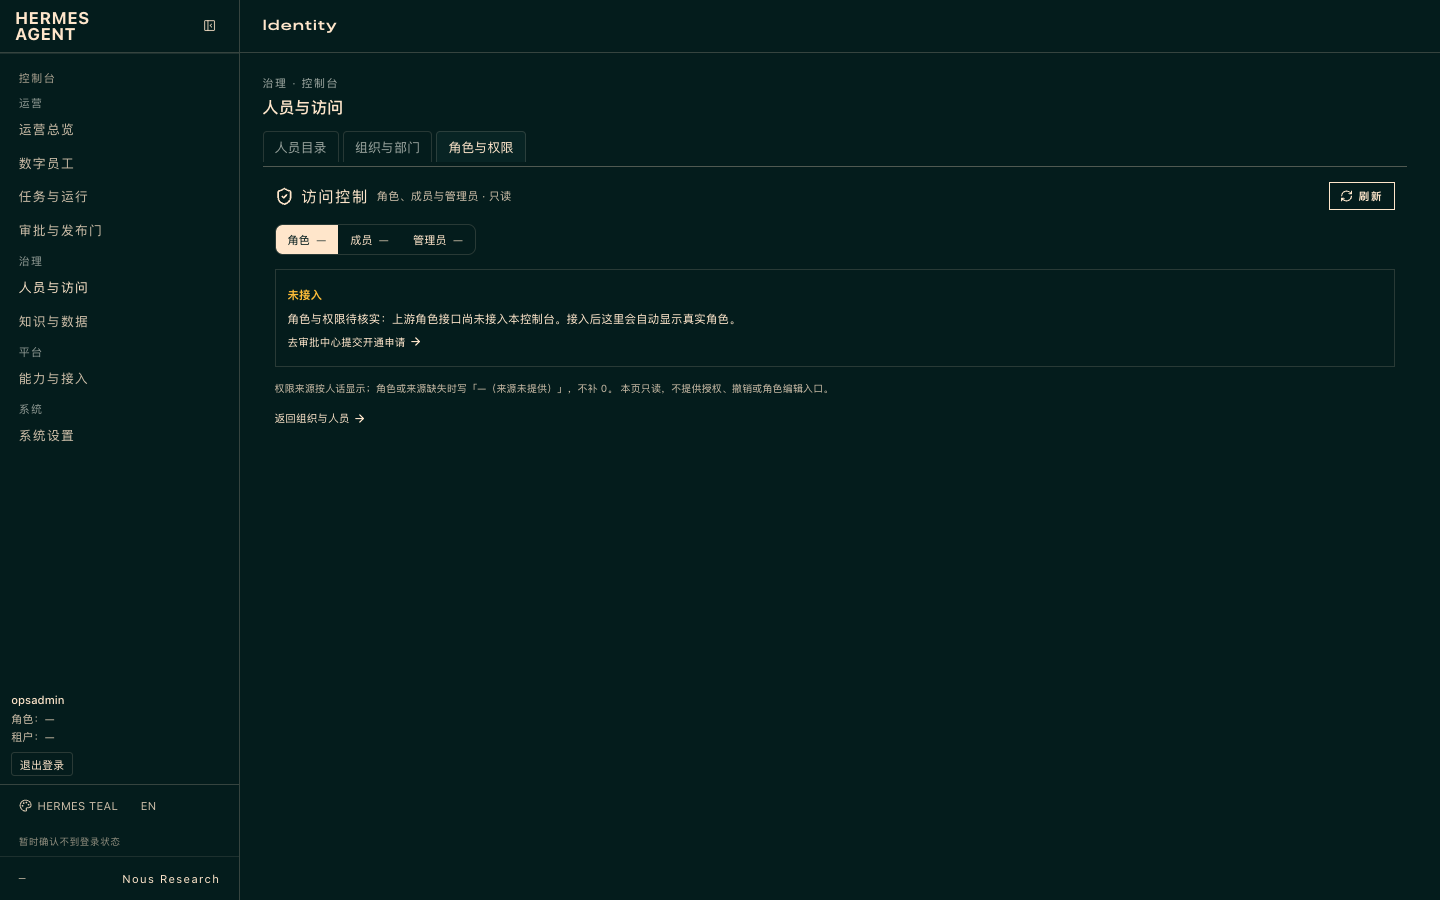 HERMES
AGENT
控制台
运营
运营总览
数字员工
任务与运行
审批与发布门
治理
人员与访问
知识与数据
平台
能力与接入
系统
系统设置
opsadmin
角色：—
租户：—
退出登录
HERMES TEAL EN
暂时确认不到登录状态
— Nous Research
Identity
治理 · 控制台
人员与访问
人员目录 组织与部门 角色与权限
访问控制 角色、成员与管理员 · 只读
刷新
角色 — 成员 — 管理员 —
未接入
角色与权限待核实：上游角色接口尚未接入本控制台。接入后这里会自动显示真实角色。
去审批中心提交开通申请 →
权限来源按人话显示；角色或来源缺失时写「—（来源未提供）」，不补 0。 本页只读，不提供授权、撤销或角色编辑入口。
返回组织与人员 →